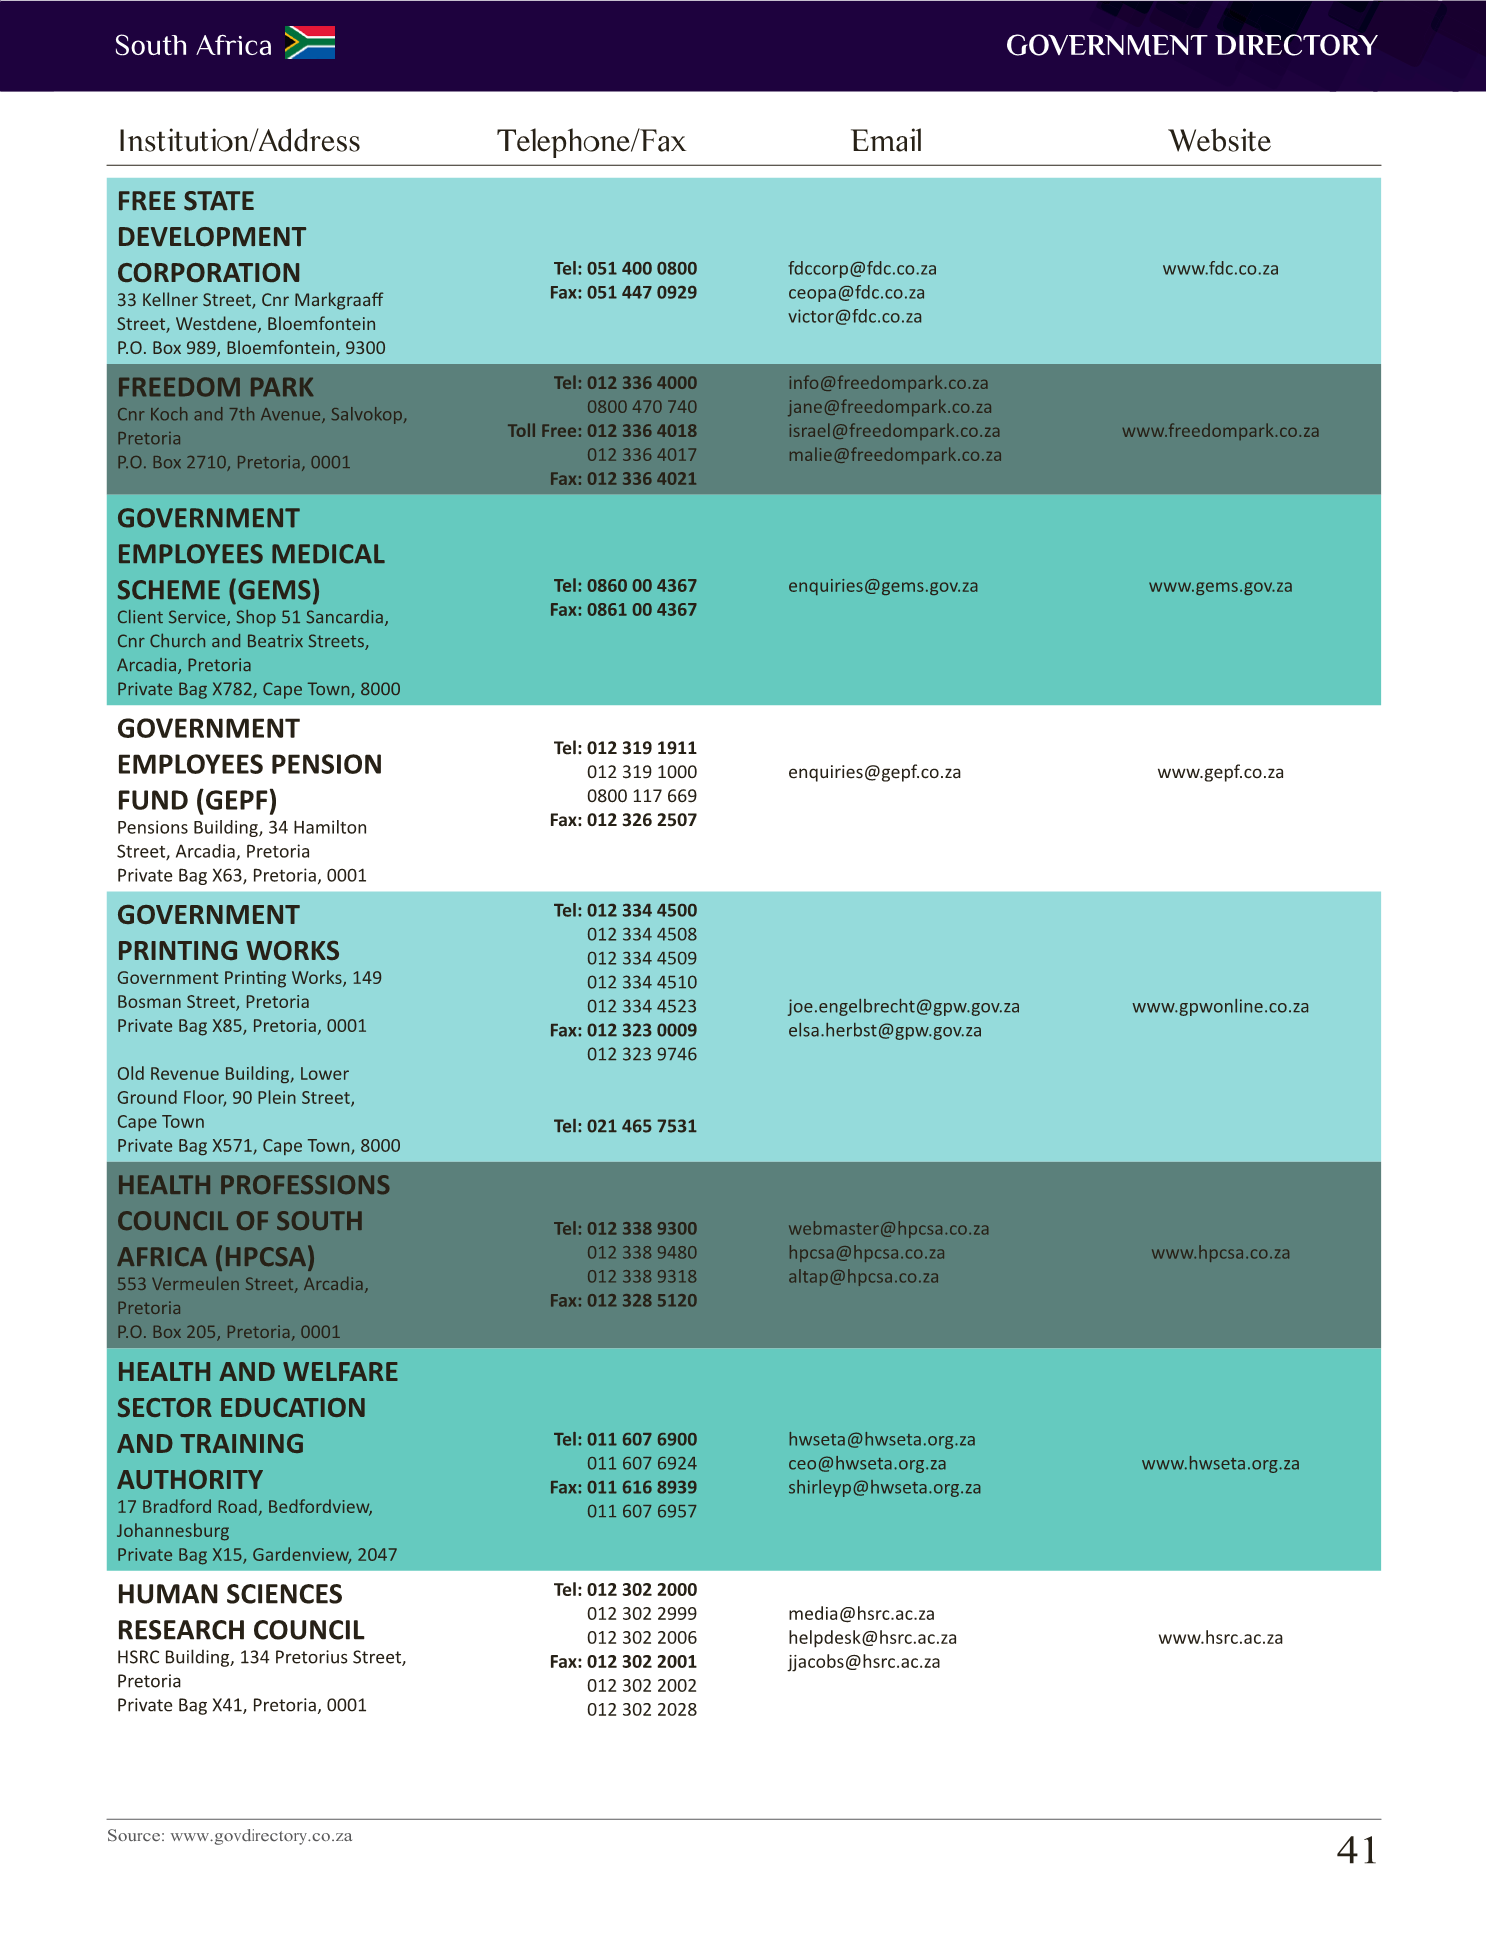 South Africa
GOVERNMENT DIRECTORY
Institution/Address Telephone/Fax Email Website
FREE STATE
DEVELOPMENT
CORPORATION
33 Kellner Street, Cnr Markgraaff
Street, Westdene, Bloemfontein
P.O. Box 989, Bloemfontein, 9300
Tel: 051 400 0800
Fax: 051 447 0929
fdccorp@fdc.co.za
ceopa@fdc.co.za
victor@fdc.co.za
www.fdc.co.za
FREEDOM PARK
Cnr Koch and 7th Avenue, Salvokop,
Pretoria
P.O. Box 2710, Pretoria, 0001
Tel: 012 336 4000
0800 470 740
Toll Free: 012 336 4018
012 336 4017
Fax: 012 336 4021
info@freedompark.co.za
jane@freedompark.co.za
israel@freedompark.co.za
malie@freedompark.co.za
www.freedompark.co.za
GOVERNMENT
EMPLOYEES MEDICAL
SCHEME (GEMS)
Client Service, Shop 51 Sancardia,
Cnr Church and Beatrix Streets,
Arcadia, Pretoria
Private Bag X782, Cape Town, 8000
Tel: 0860 00 4367
Fax: 0861 00 4367
enquiries@gems.gov.za
www.gems.gov.za
GOVERNMENT
EMPLOYEES PENSION
FUND (GEPF)
Pensions Building, 34 Hamilton
Street, Arcadia, Pretoria
Private Bag X63, Pretoria, 0001
Tel: 012 319 1911
012 319 1000
0800 117 669
Fax: 012 326 2507
enquiries@gepf.co.za
www.gepf.co.za
GOVERNMENT
PRINTING WORKS
Government Printing Works, 149
Bosman Street, Pretoria
Private Bag X85, Pretoria, 0001
Old Revenue Building, Lower
Ground Floor, 90 Plein Street,
Cape Town
Private Bag X571, Cape Town, 8000
Tel: 012 334 4500
012 334 4508
012 334 4509
012 334 4510
012 334 4523
Fax: 012 323 0009
012 323 9746
Tel: 021 465 7531
joe.engelbrecht@gpw.gov.za
elsa.herbst@gpw.gov.za
www.gpwonline.co.za
HEALTH PROFESSIONS
COUNCIL OF SOUTH
AFRICA (HPCSA)
553 Vermeulen Street, Arcadia,
Pretoria
P.O. Box 205, Pretoria, 0001
Tel: 012 338 9300
012 338 9480
012 338 9318
Fax: 012 328 5120
webmaster@hpcsa.co.za
hpcsa@hpcsa.co.za
altap@hpcsa.co.za
www.hpcsa.co.za
HEALTH AND WELFARE
SECTOR EDUCATION
AND TRAINING
AUTHORITY
17 Bradford Road, Bedfordview,
Johannesburg
Private Bag X15, Gardenview, 2047
Tel: 011 607 6900
011 607 6924
Fax: 011 616 8939
011 607 6957
hwseta@hwseta.org.za
ceo@hwseta.org.za
shirleyp@hwseta.org.za
www.hwseta.org.za
HUMAN SCIENCES
RESEARCH COUNCIL
HSRC Building, 134 Pretorius Street,
Pretoria
Private Bag X41, Pretoria, 0001
Tel: 012 302 2000
012 302 2999
012 302 2006
Fax: 012 302 2001
012 302 2002
012 302 2028
media@hsrc.ac.za
helpdesk@hsrc.ac.za
jjacobs@hsrc.ac.za
www.hsrc.ac.za
Source: www.govdirectory.co.za
41